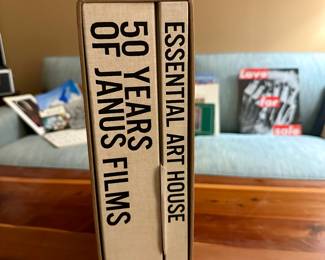 50 YEARS
OF JANUS FILMS
ESSENTIAL ART HOUSE
Love
for
sale